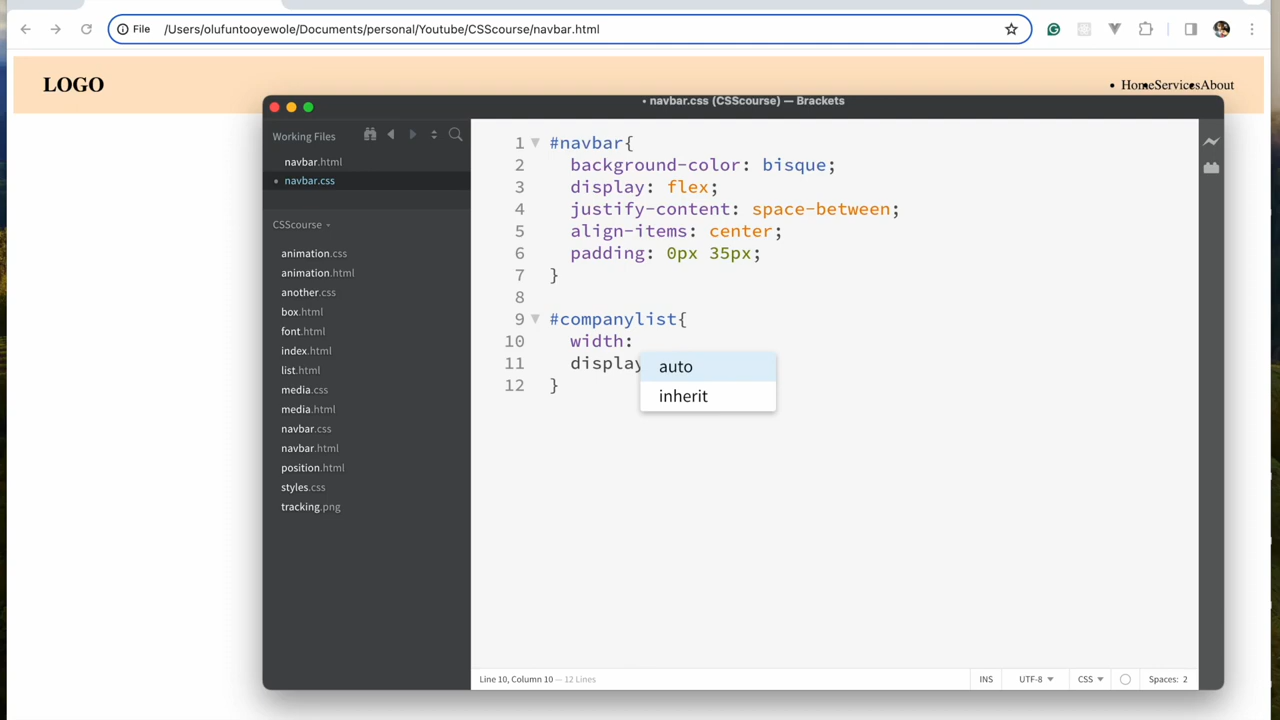 File /Users/olufuntooyewole/Documents/personal/Youtube/CSScourse/navbar.html
LOGO
HomeServicesAbout
• navbar.css (CSScourse) — Brackets
Working Files
navbar.html
• navbar.css
CSScourse
animation.css
animation.html
another.css
box.html
font.html
index.html
list.html
media.css
media.html
navbar.css
navbar.html
position.html
styles.css
tracking.png
1 #navbar{
2 background-color: bisque;
3 display: flex;
4 justify-content: space-between;
5 align-items: center;
6 padding: 0px 35px;
7 }
8
9 #companylist{
10 width:
11 display
12 }
auto
inherit
Line 10, Column 10 — 12 Lines
INS
UTF-8
CSS
Spaces: 2